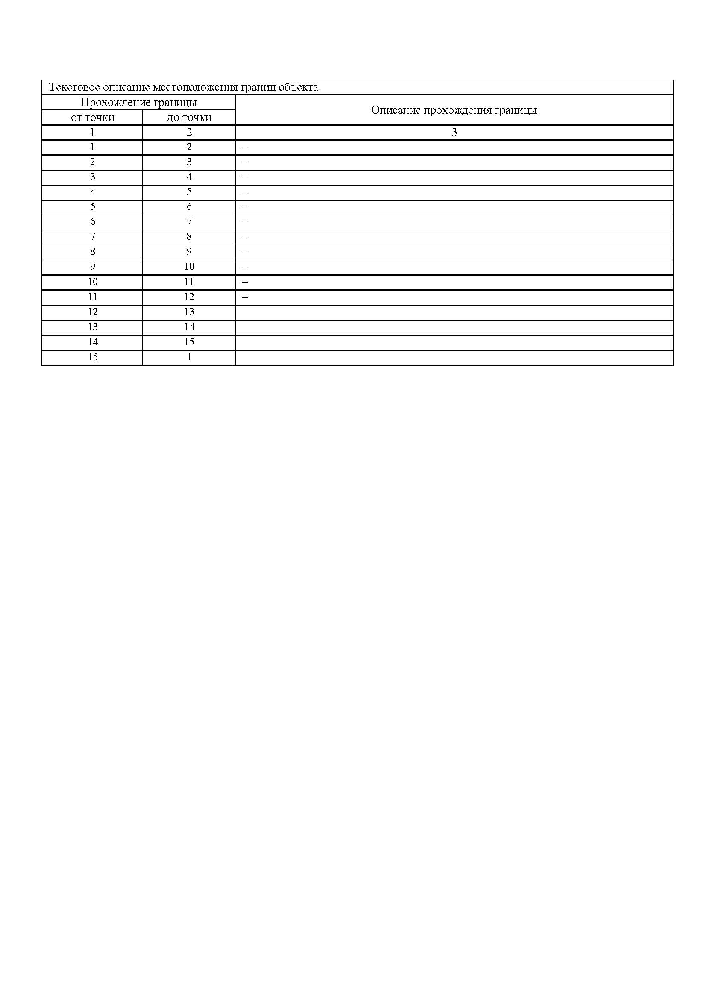 Текстовое описание местоположения границ объекта
Прохождение границы
Описание прохождения границы
от точки до точки
1 2 3
1 2 –
2 3 –
3 4 –
4 5 –
5 6 –
6 7 –
7 8 –
8 9 –
9 10 –
10 11 –
11 12 –
12 13
13 14
14 15
15 1